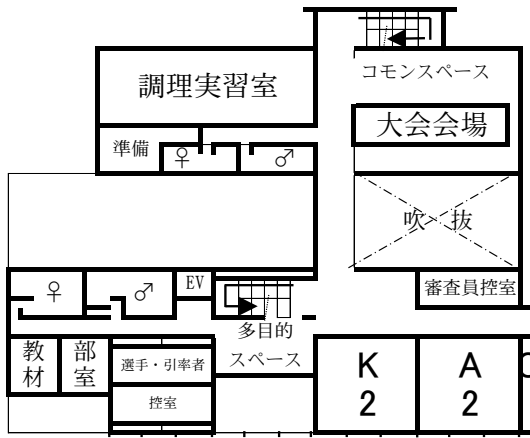 コモンスペース
調理実習室
大会会場
準備
♀
♂
吹 抜
♀
♂
EV
審査員控室
多目的
スペース
教材
部室
選手・引率者
控室
K2
A2